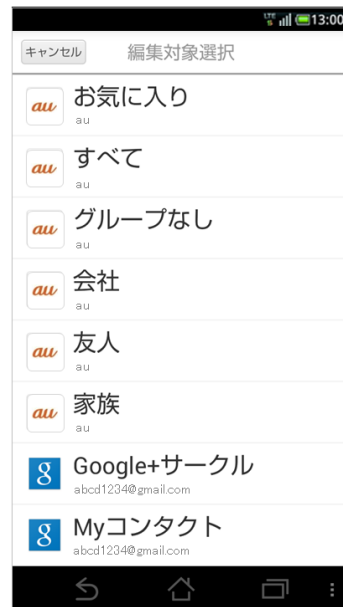 LTE 13:00
キャンセル 編集対象選択
au お気に入り
au
au すべて
au
au グループなし
au
au 会社
au
au 友人
au
au 家族
au
g Google+サークル
abcd1234@gmail.com
g Myコンタクト
abcd1234@gmail.com